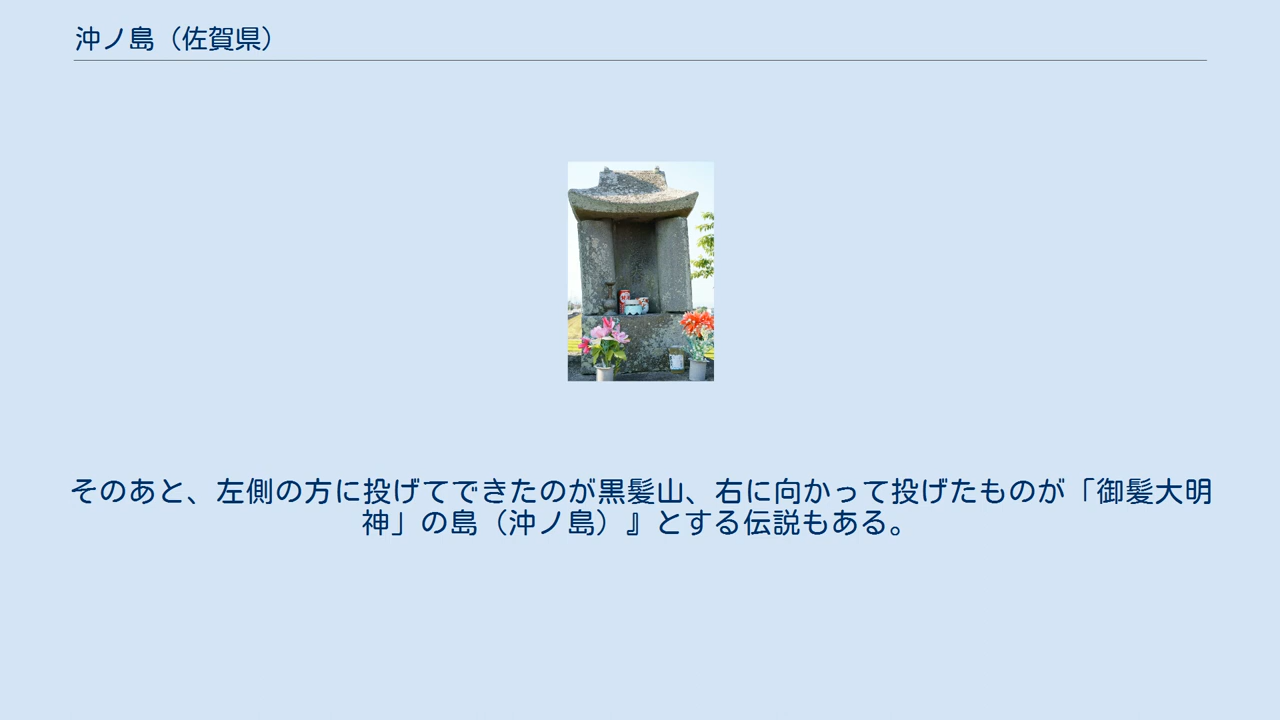 沖ノ島（佐賀県）
そのあと、左側の方に投げてできたのが黒髪山、右に向かって投げたものが「御髪大明
神」の島（沖ノ島）』とする伝説もある。